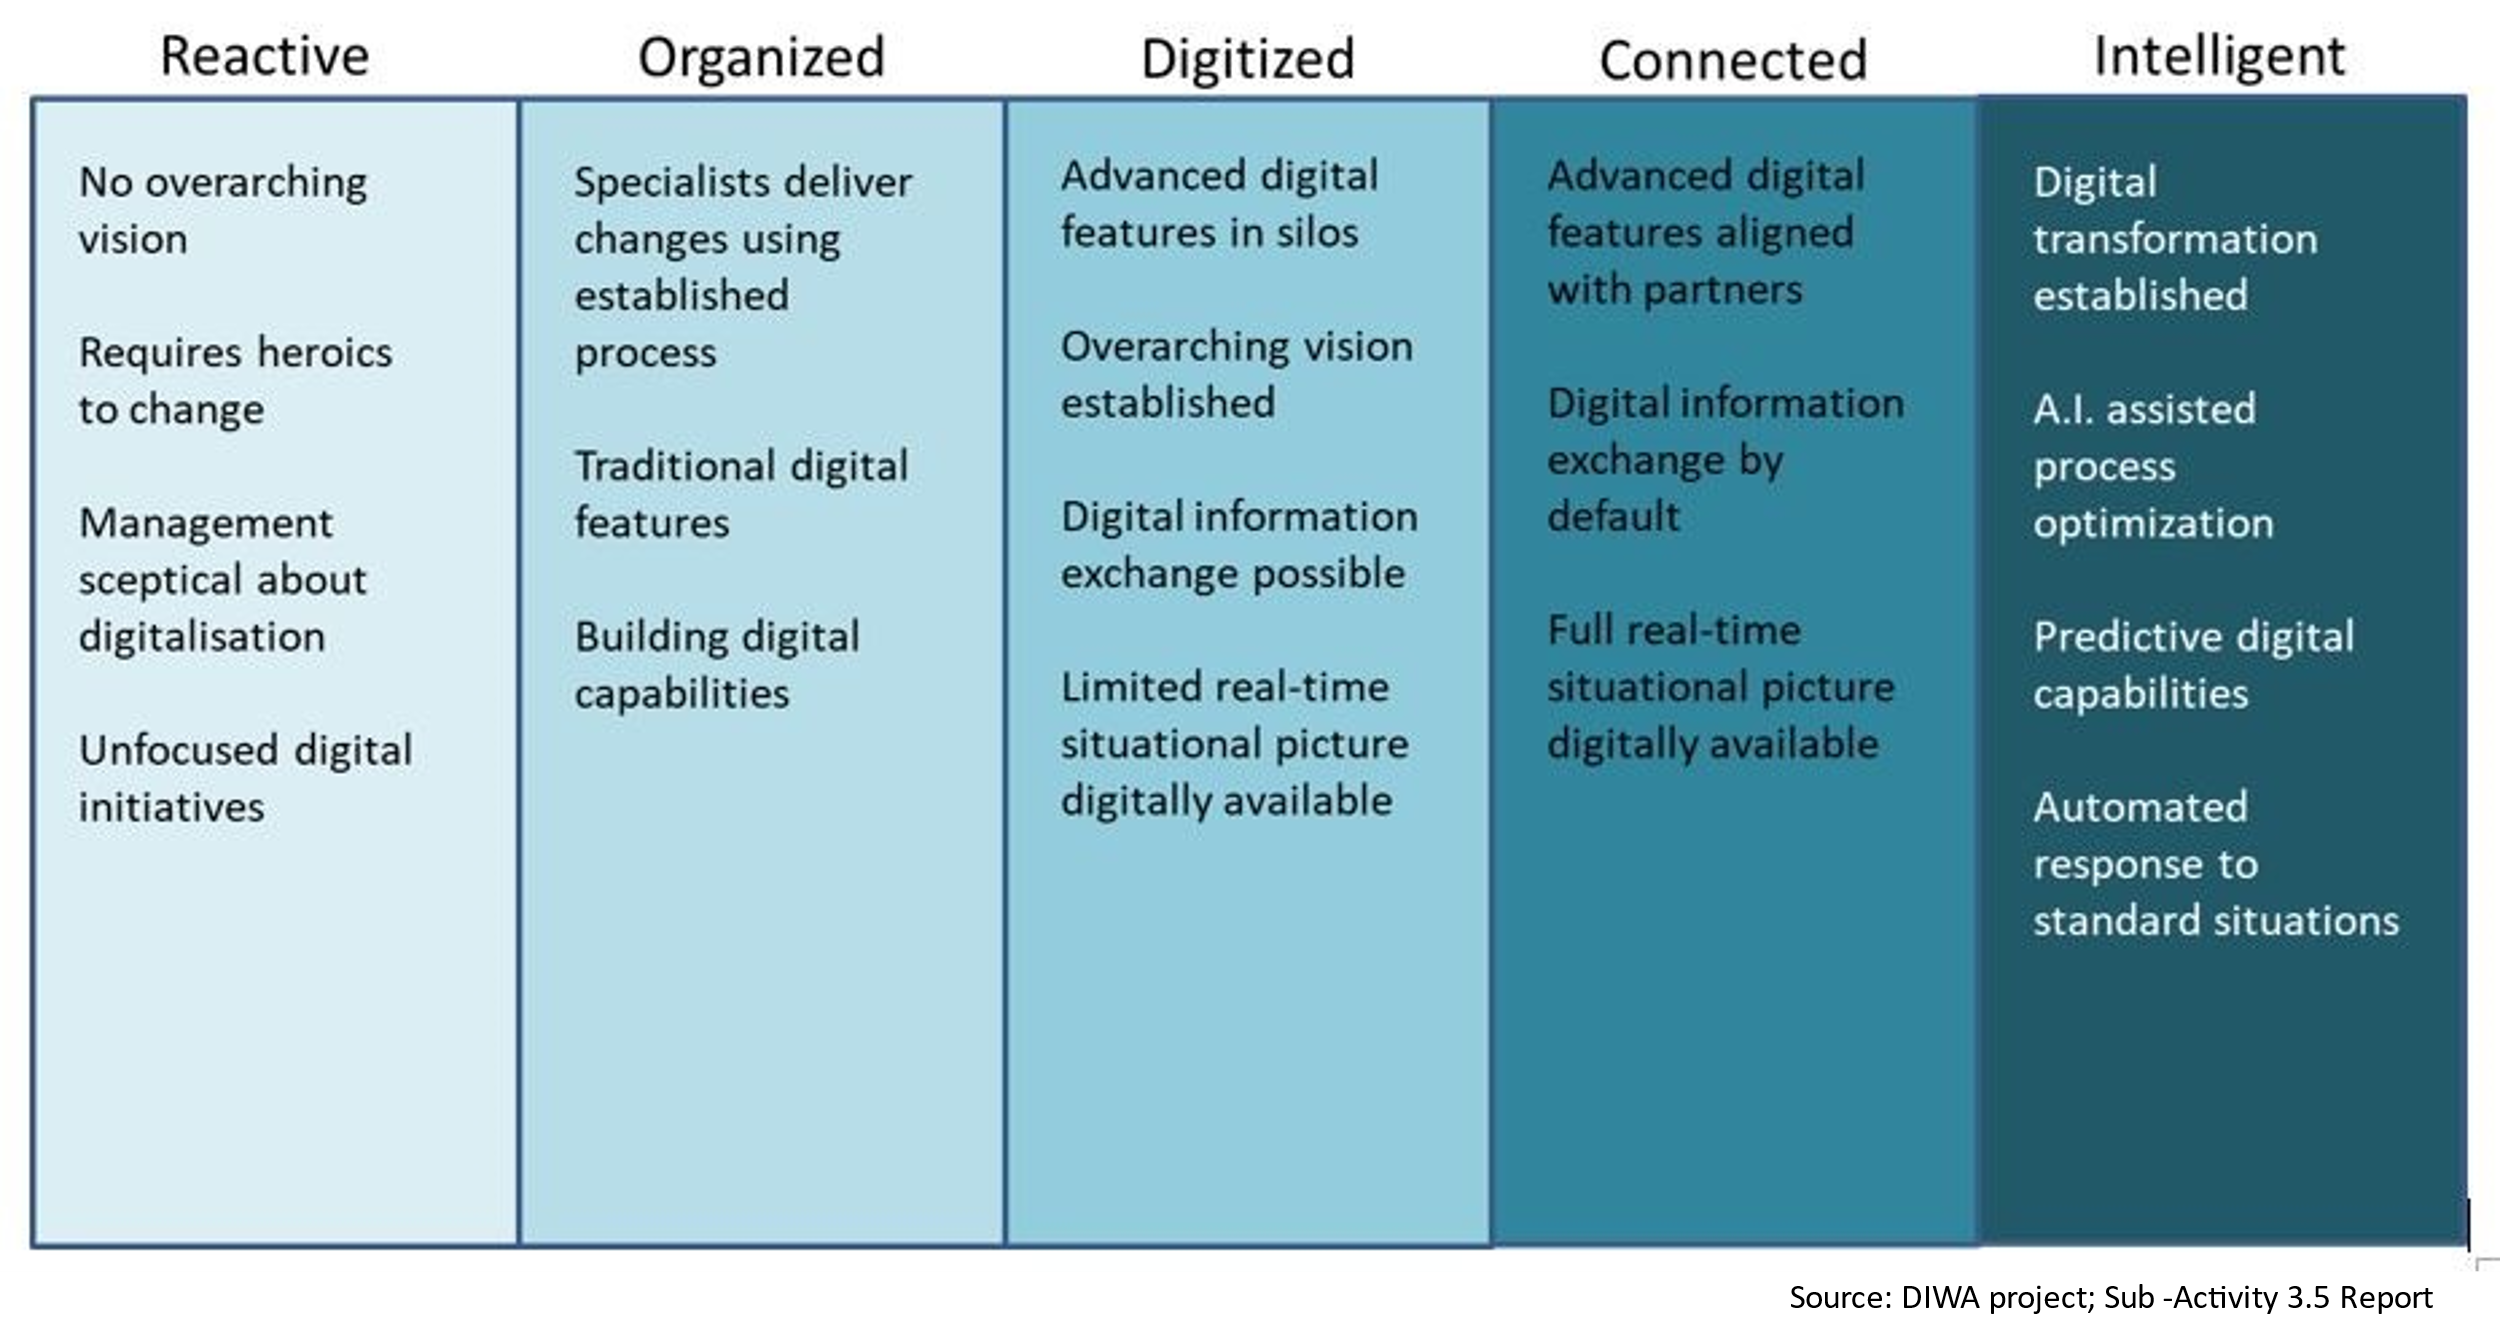 Reactive
Organized
Digitized
Connected
Intelligent
No overarching
vision
Requires heroics
to change
Management
sceptical about
digitalisation
Unfocused digital
initiatives
Specialists deliver
changes using
established
process
Traditional digital
features
Building digital
capabilities
Advanced digital
features in silos
Overarching vision
established
Digital information
exchange possible
Limited real-time
situational picture
digitally available
Advanced digital
features aligned
with partners
Digital information
exchange by
default
Full real-time
situational picture
digitally available
Digital
transformation
established
A.I. assisted
process
optimization
Predictive digital
capabilities
Automated
response to
standard situations
Source: DIWA project; Sub -Activity 3.5 Report